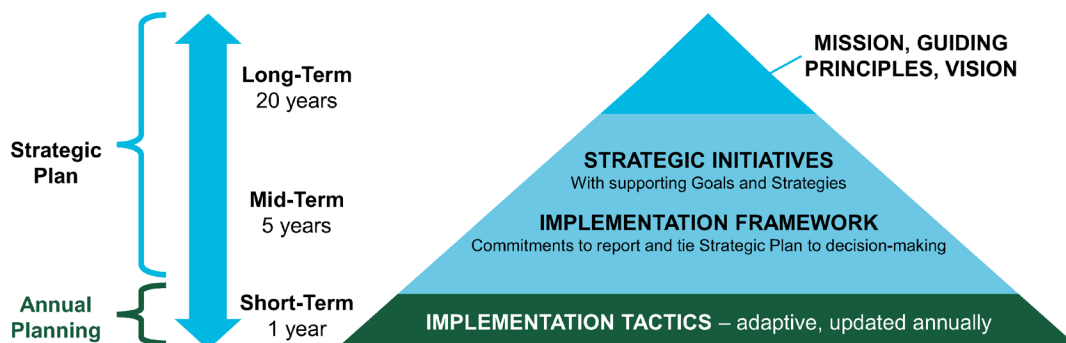 Strategic
Plan
Annual
Planning
Long-Term
20 years
Mid-Term
5 years
Short-Term
1 year
MISSION, GUIDING
PRINCIPLES, VISION
STRATEGIC INITIATIVES
With supporting Goals and Strategies
IMPLEMENTATION FRAMEWORK
Commitments to report and tie Strategic Plan to decision-making
IMPLEMENTATION TACTICS – adaptive, updated annually